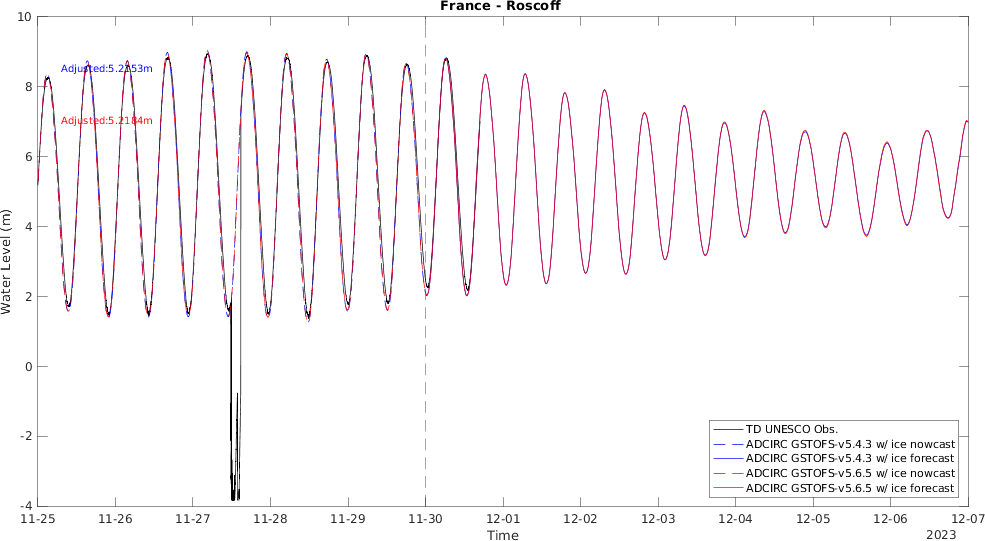 France - Roscoff
10
8
6
4
2
0
-2
-4
Water Level (m)
Adjusted:5.2153m
Adjusted:5.2184m
TD UNESCO Obs.
ADCIRC GSTOFS-v5.4.3 w/ ice nowcast
ADCIRC GSTOFS-v5.4.3 w/ ice forecast
ADCIRC GSTOFS-v5.6.5 w/ ice nowcast
ADCIRC GSTOFS-v5.6.5 w/ ice forecast
11-25
11-26
11-27
11-28
11-29
11-30
12-01
12-02
12-03
12-04
12-05
12-06
12-07
Time
2023